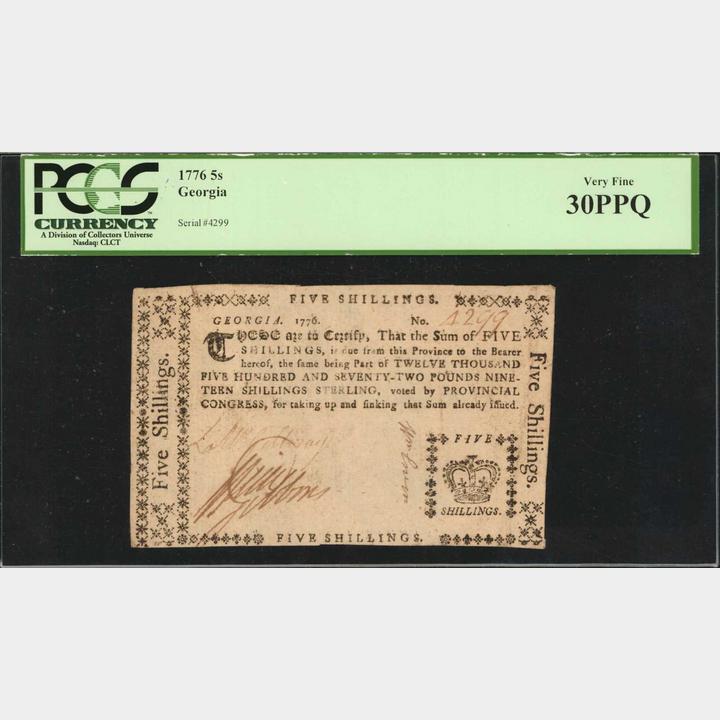 PCGS
CURRENCY™
A Division of Collectors Universe
Nasdaq: CLCT
1776 5s
Georgia
Serial #4299
Very Fine
30PPQ
FIVE SHILLINGS.
GEORGIA. 1776. No. 4299
THESE are to Certify, That the Sum of FIVE
SHILLINGS, is due from this Province to the Bearer
hereof, the same being Part of TWELVE THOUSAND
FIVE HUNDRED AND SEVENTY-TWO POUNDS NINE-
TEEN SHILLINGS STERLING, voted by PROVINCIAL
CONGRESS, for taking up and sinking that Sum already issued.
Five Shillings.
Five Shillings.
FIVE
SHILLINGS.
FIVE SHILLINGS.